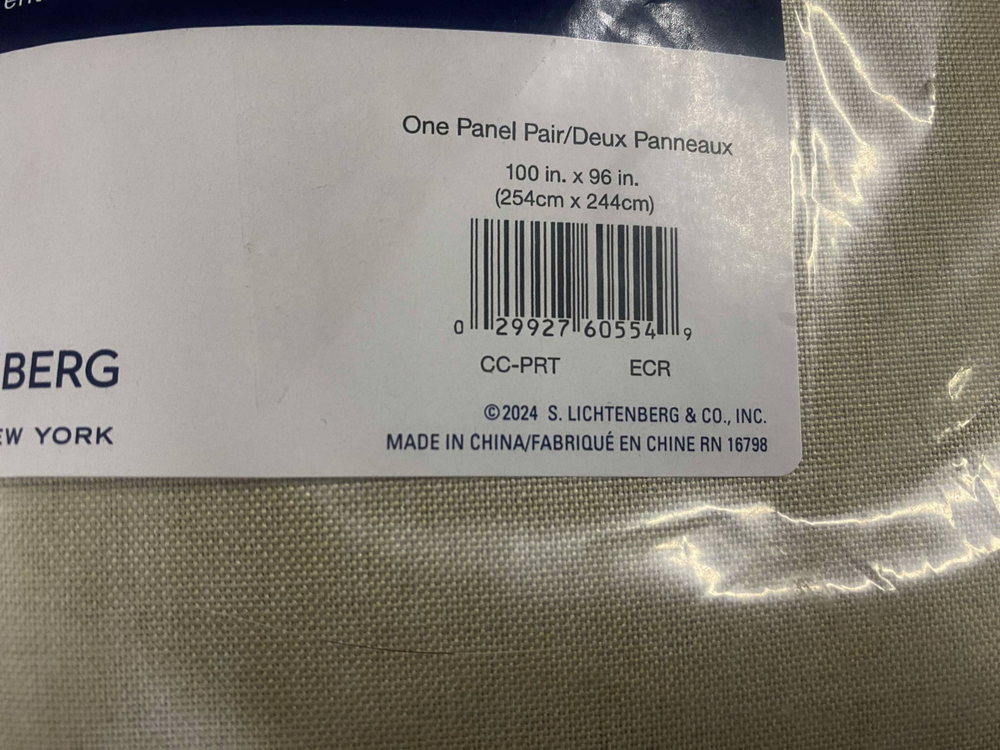 One Panel Pair/Deux Panneaux
100 in. x 96 in.
(254cm x 244cm)
0 29927 60554 9
CC-PRT ECR
BERG
EW YORK
©2024 S. LICHTENBERG & CO., INC.
MADE IN CHINA/FABRIQUÉ EN CHINE RN 16798